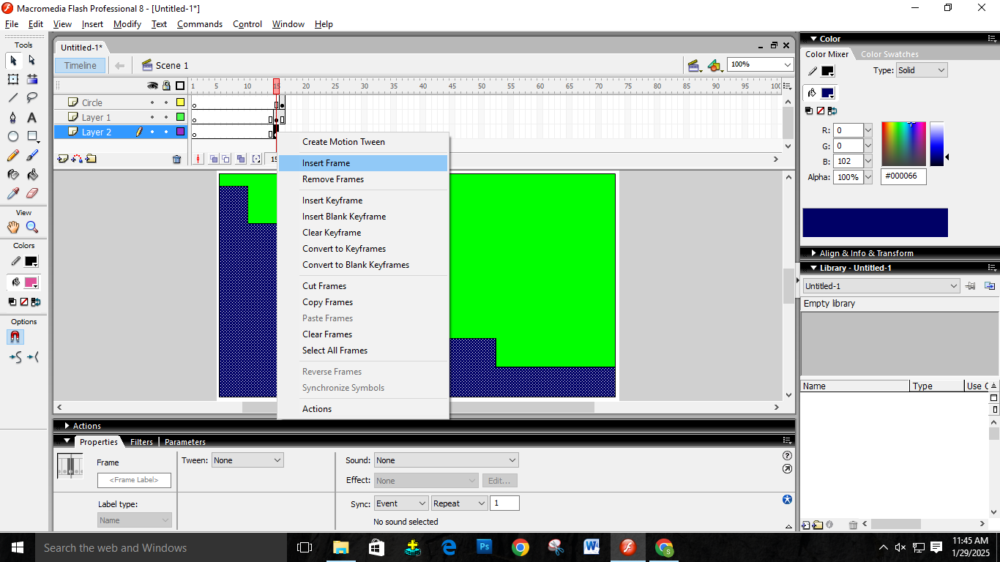 Macromedia Flash Professional 8 - [Untitled-1*]
File Edit View Insert Modify Text Commands Control Window Help
Tools
View
Colors
Options
Untitled-1*
Timeline
Scene 1
100%
1 5 10 15 20 25 30 35 40 45 50 55 60 65 70 75 80 85 90 95 100
Circle
Layer 1
Layer 2
15
Create Motion Tween
Insert Frame
Remove Frames
Insert Keyframe
Insert Blank Keyframe
Clear Keyframe
Convert to Keyframes
Convert to Blank Keyframes
Cut Frames
Copy Frames
Paste Frames
Clear Frames
Select All Frames
Reverse Frames
Synchronize Symbols
Actions
Color
Color Mixer Color Swatches
Type: Solid
R: 0
G: 0
B: 102
Alpha: 100% #000066
Align & Info & Transform
Library - Untitled-1
Untitled-1
Empty library
Name Type Use C
Actions
Properties Filters Parameters
Frame
<Frame Label>
Label type:
Name
Tween: None
Sound: None
Effect: None Edit...
Sync: Event Repeat 1
No sound selected
Search the web and Windows
Ps
S
11:45 AM
1/29/2025